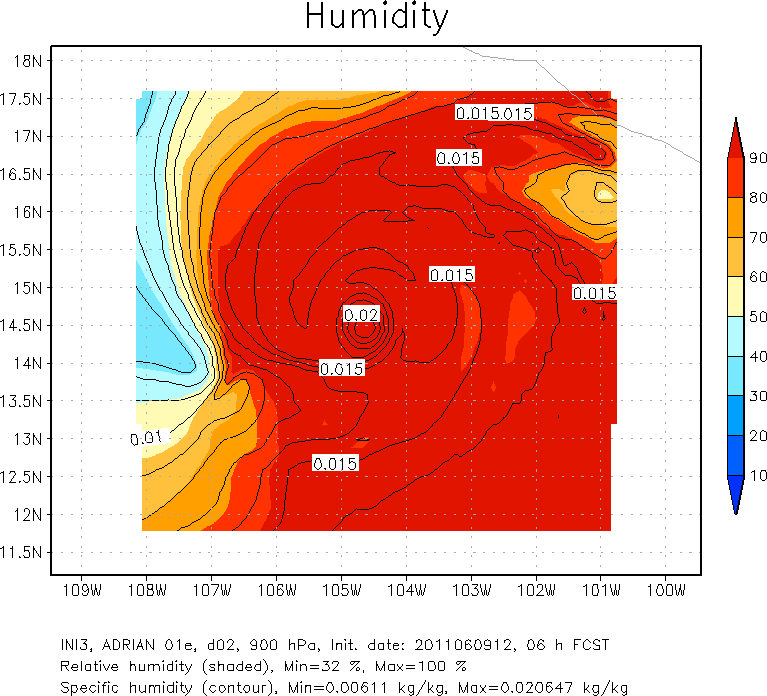 Humidity
18N
17.5N
17N
16.5N
16N
15.5N
15N
14.5N
14N
13.5N
13N
12.5N
12N
11.5N
109W 108W 107W 106W 105W 104W 103W 102W 101W 100W
0.015 .015
0.015
0.015
0.015
0.02
0.015
0.01
0.015
90
80
70
60
50
40
30
20
10
INI3, ADRIAN 01e, d02, 900 hPa, Init. date: 2011060912, 06 h FCST
Relative humidity (shaded), Min=32 %, Max=100 %
Specific humidity (contour), Min=0.00611 kg/kg, Max=0.020647 kg/kg